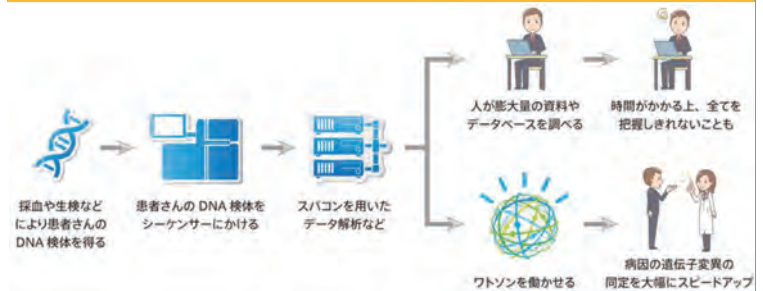 人が膨大量の資料や
データベースを調べる
時間がかかる上、全てを
把握しきれないことも
採血や生検など
により患者さんの
DNA 検体を得る
患者さんの DNA 検体を
シーケンサーにかける
スパコンを用いた
データ解析など
ワトソンを働かせる
病因の遺伝子変異の
同定を大幅にスピードアップ